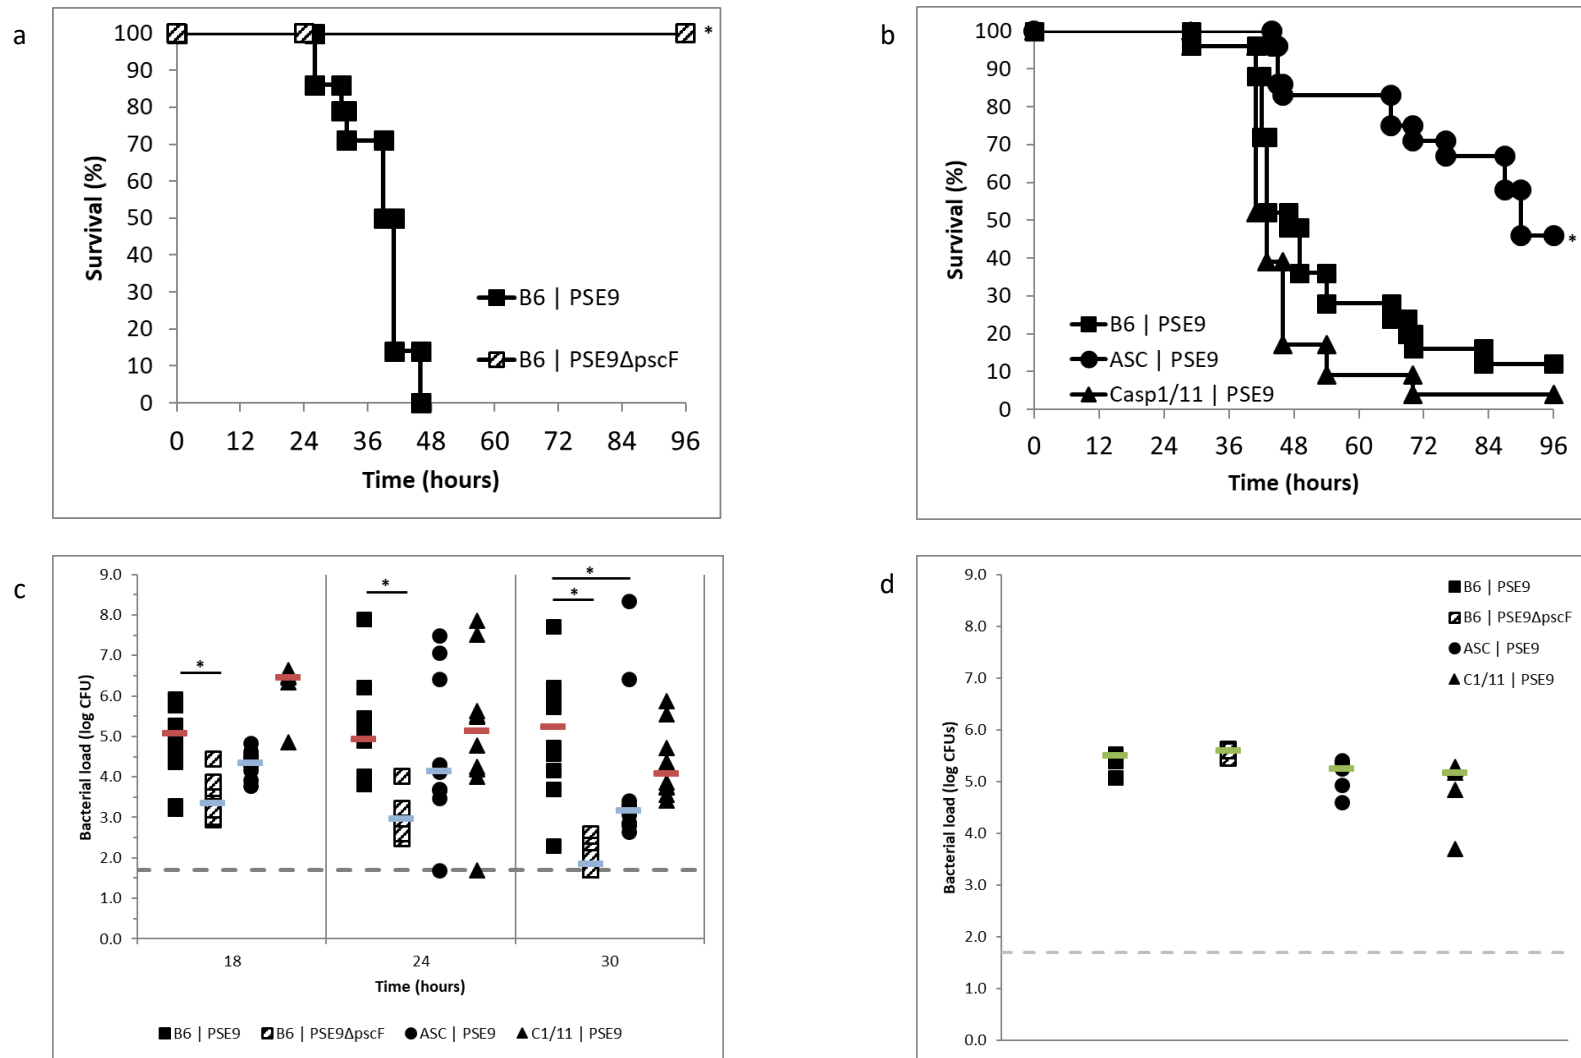 a
100
90
80
70
60
50
40
30
20
10
0
Survival (%)
*
B6 | PSE9
B6 | PSE9ΔpscF
0 12 24 36 48 60 72 84 96
Time (hours)
b
100
90
80
70
60
50
40
30
20
10
0
Survival (%)
*
B6 | PSE9
ASC | PSE9
Casp1/11 | PSE9
0 12 24 36 48 60 72 84 96
Time (hours)
c
9.0
8.0
7.0
6.0
5.0
4.0
3.0
2.0
1.0
0.0
Bacterial load (log CFU)
*
*
*
*
18 24 30
Time (hours)
B6 | PSE9 B6 | PSE9ΔpscF ASC | PSE9 C1/11 | PSE9
d
9.0
8.0
7.0
6.0
5.0
4.0
3.0
2.0
1.0
0.0
Bacterial load (log CFUs)
B6 | PSE9
B6 | PSE9ΔpscF
ASC | PSE9
C1/11 | PSE9